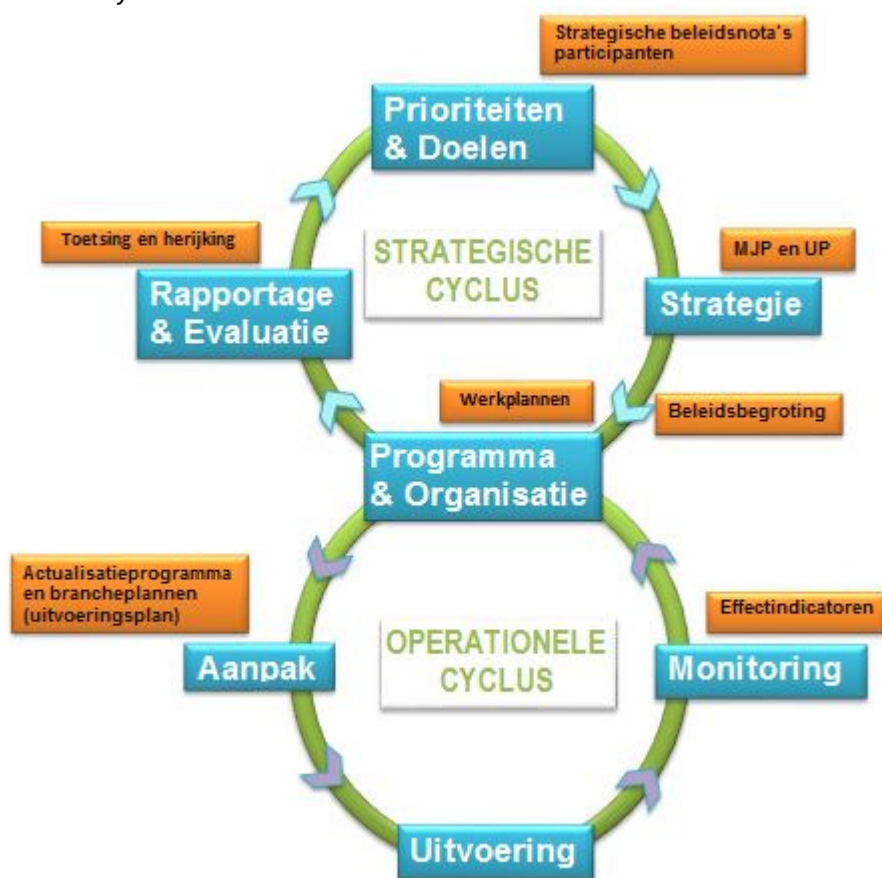 Strategische beleidsnota's
participanten
Prioriteiten
& Doelen
Toetsing en herijking
STRATEGISCHE
CYCLUS
MJP en UP
Rapportage
& Evaluatie
Strategie
Werkplannen
Beleidsbegroting
Programma
& Organisatie
Actualisatieprogramma
en brancheplannen
(uitvoeringsplan)
Effectindicatoren
Aanpak
OPERATIONELE
CYCLUS
Monitoring
Uitvoering